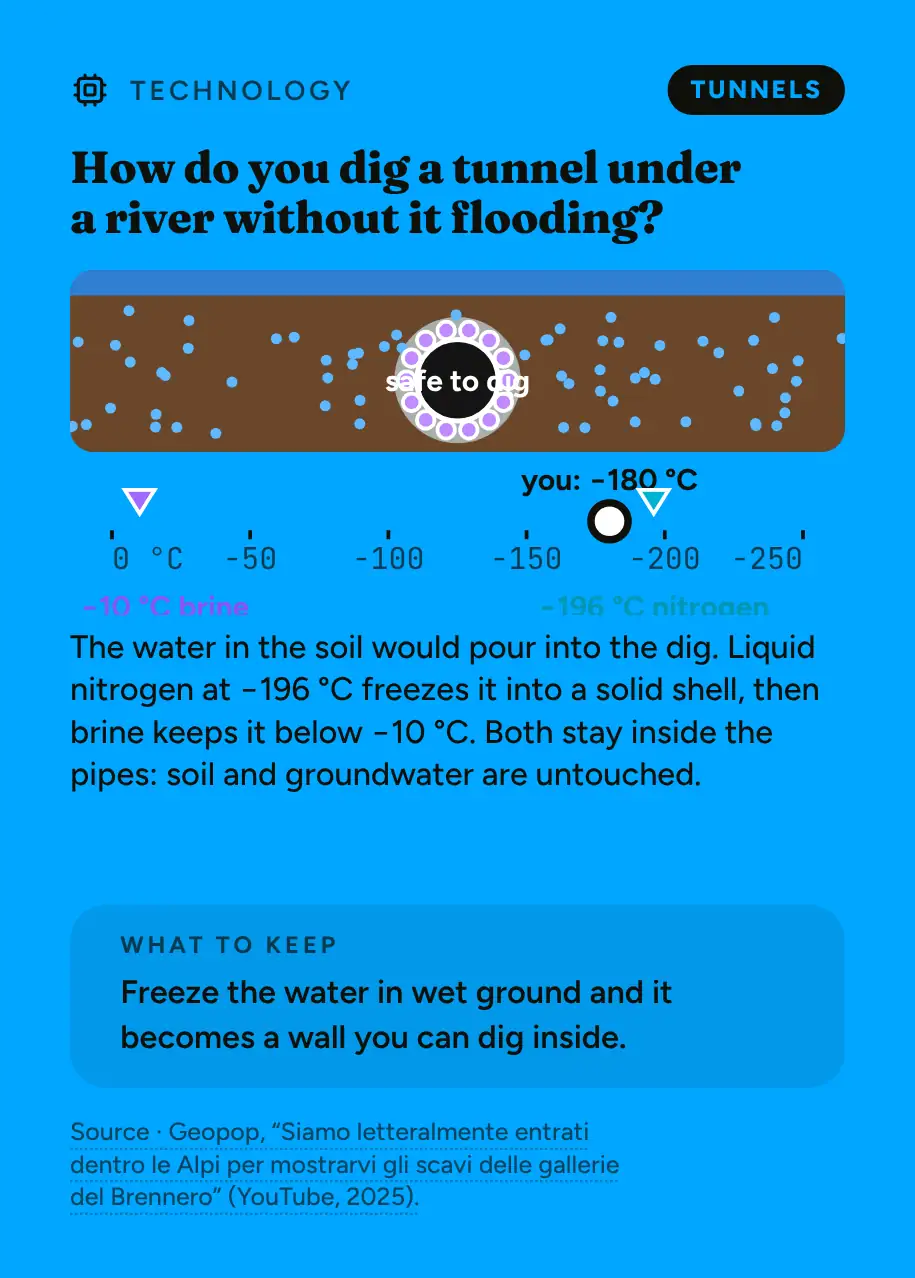 TECHNOLOGY
TUNNELS
How do you dig a tunnel under
a river without it flooding?
safe to dig
you: −180 °C
0 °C -50 -100 -150 -200 -250
−10 °C brine
−196 °C nitrogen
The water in the soil would pour into the dig. Liquid
nitrogen at −196 °C freezes it into a solid shell, then
brine keeps it below −10 °C. Both stay inside the
pipes: soil and groundwater are untouched.
WHAT TO KEEP
Freeze the water in wet ground and it
becomes a wall you can dig inside.
Source · Geopop, “Siamo letteralmente entrati
dentro le Alpi per mostrarvi gli scavi delle gallerie
del Brennero” (YouTube, 2025).